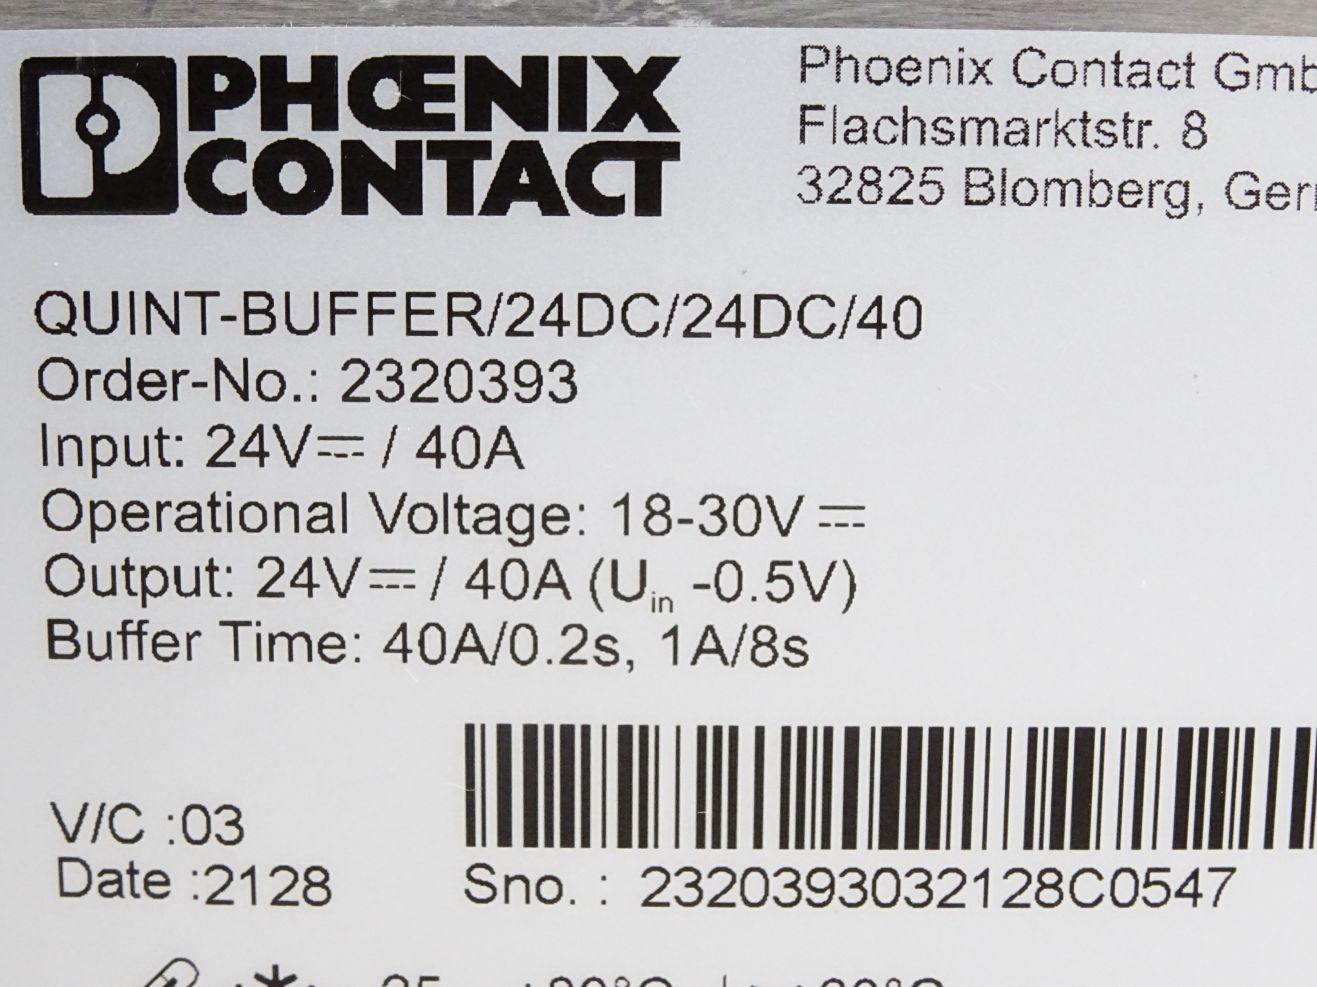 PHŒNIX
CONTACT
Phoenix Contact Gmb
Flachsmarktstr. 8
32825 Blomberg, Ger
QUINT-BUFFER/24DC/24DC/40
Order-No.: 2320393
Input: 24V⎓ / 40A
Operational Voltage: 18-30V ⎓
Output: 24V⎓ / 40A (Uin -0.5V)
Buffer Time: 40A/0.2s, 1A/8s
V/C :03
Date :2128
Sno. : 2320393032128C0547